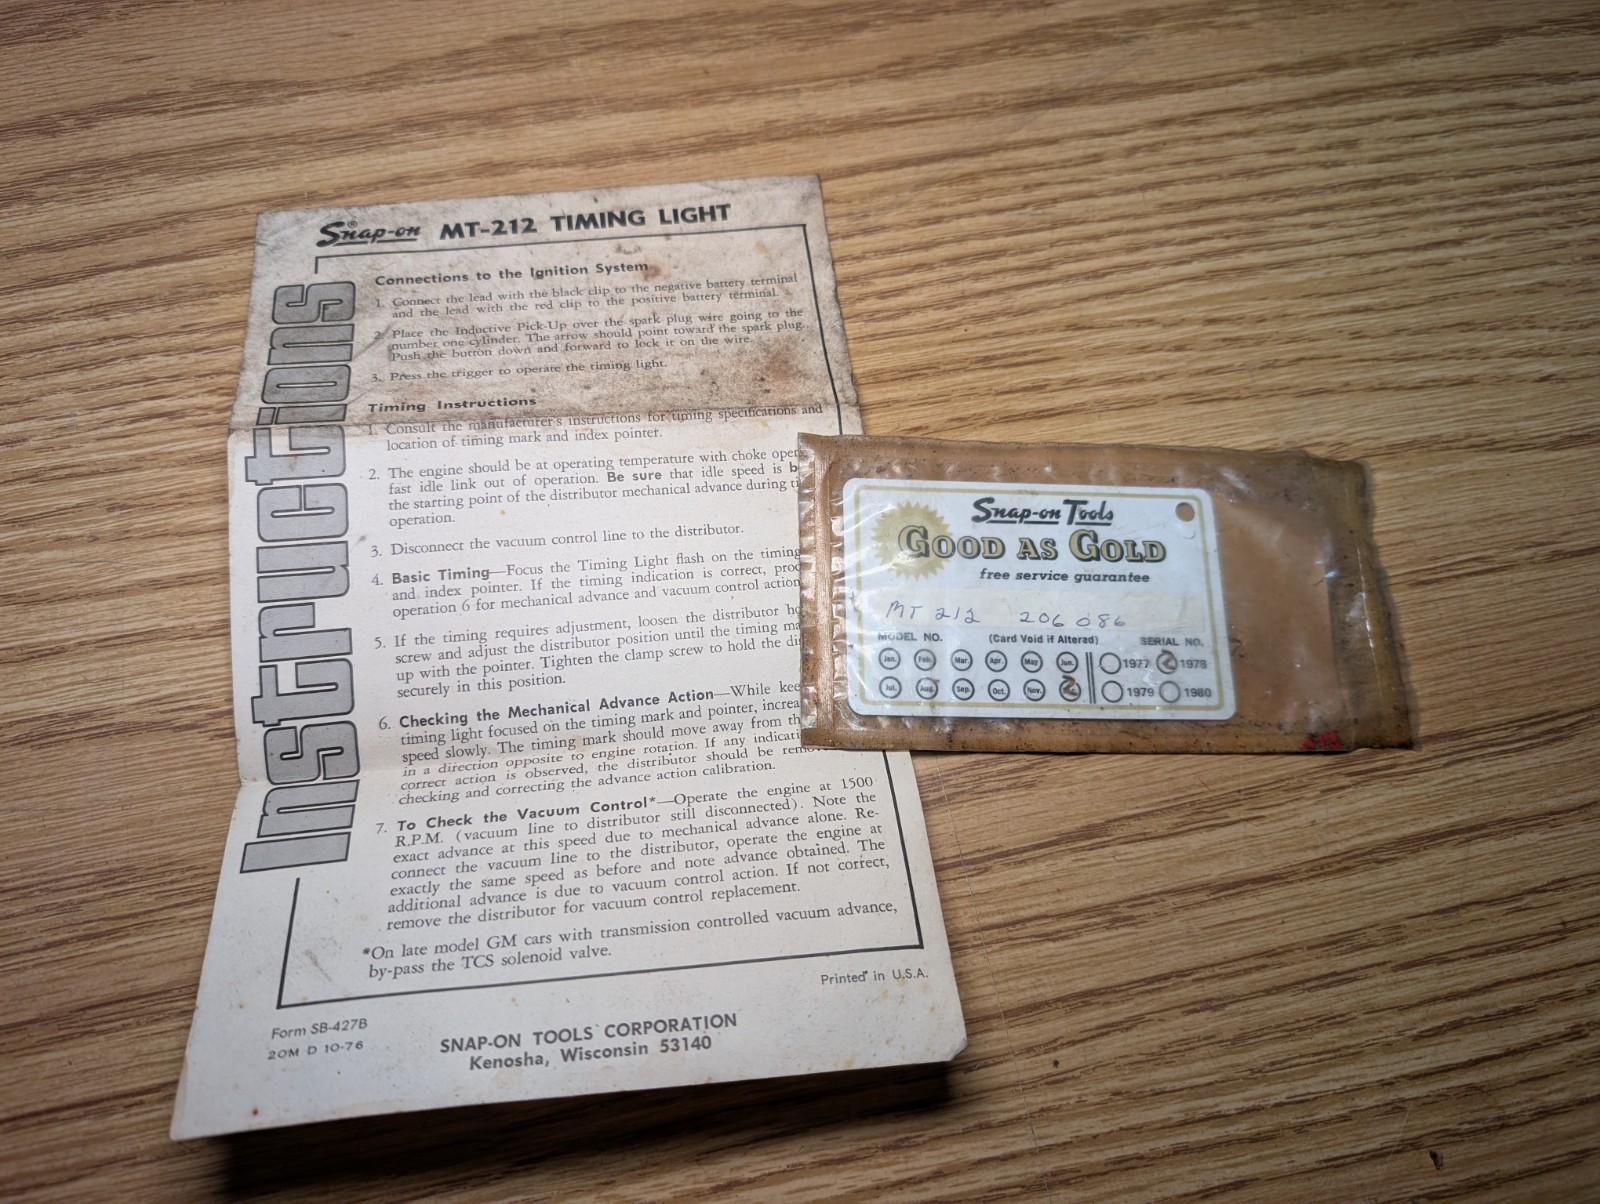 Snap-on® MT-212 TIMING LIGHT
Instructions
Connections to the Ignition System
1. Connect the lead with the black clip to the negative battery terminal
and the lead with the red clip to the positive battery terminal.
2. Place the Inductive Pick-Up over the spark plug wire going to the
number one cylinder. The arrow should point toward the spark plug.
Push the button down and forward to lock it on the wire.
3. Press the trigger to operate the timing light.
Timing Instructions
1. Consult the manufacturer's instructions for timing specifications and
location of timing mark and index pointer.
2. The engine should be at operating temperature with choke open
fast idle link out of operation. Be sure that idle speed is b
the starting point of the distributor mechanical advance during ti
operation.
3. Disconnect the vacuum control line to the distributor.
4. Basic Timing—Focus the Timing Light flash on the timing
and index pointer. If the timing indication is correct, proc
operation 6 for mechanical advance and vacuum control action
5. If the timing requires adjustment, loosen the distributor ho
screw and adjust the distributor position until the timing ma
up with the pointer. Tighten the clamp screw to hold the di
securely in this position.
6. Checking the Mechanical Advance Action—While kee
timing light focused on the timing mark and pointer, increa
speed slowly. The timing mark should move away from th
in a direction opposite to engine rotation. If any indicati
correct action is observed, the distributor should be remov
checking and correcting the advance action calibration.
7. To Check the Vacuum Control*—Operate the engine at 1500
R.P.M. (vacuum line to distributor still disconnected). Note the
exact advance at this speed due to mechanical advance alone. Re-
connect the vacuum line to the distributor, operate the engine at
exactly the same speed as before and note advance obtained. The
additional advance is due to vacuum control action. If not correct,
remove the distributor for vacuum control replacement.
*On late model GM cars with transmission controlled vacuum advance,
by-pass the TCS solenoid valve.
Printed in U.S.A.
Form SB-427B
20M D 10-76
SNAP-ON TOOLS CORPORATION
Kenosha, Wisconsin 53140
Snap-on Tools
GOOD AS GOLD
free service guarantee
MT 212 206086
MODEL NO. (Card Void if Altered) SERIAL NO.
Jan. Feb. Mar. Apr. May Jun. 1977 1978
Jul. Aug. Sep. Oct. Nov. 1979 1980